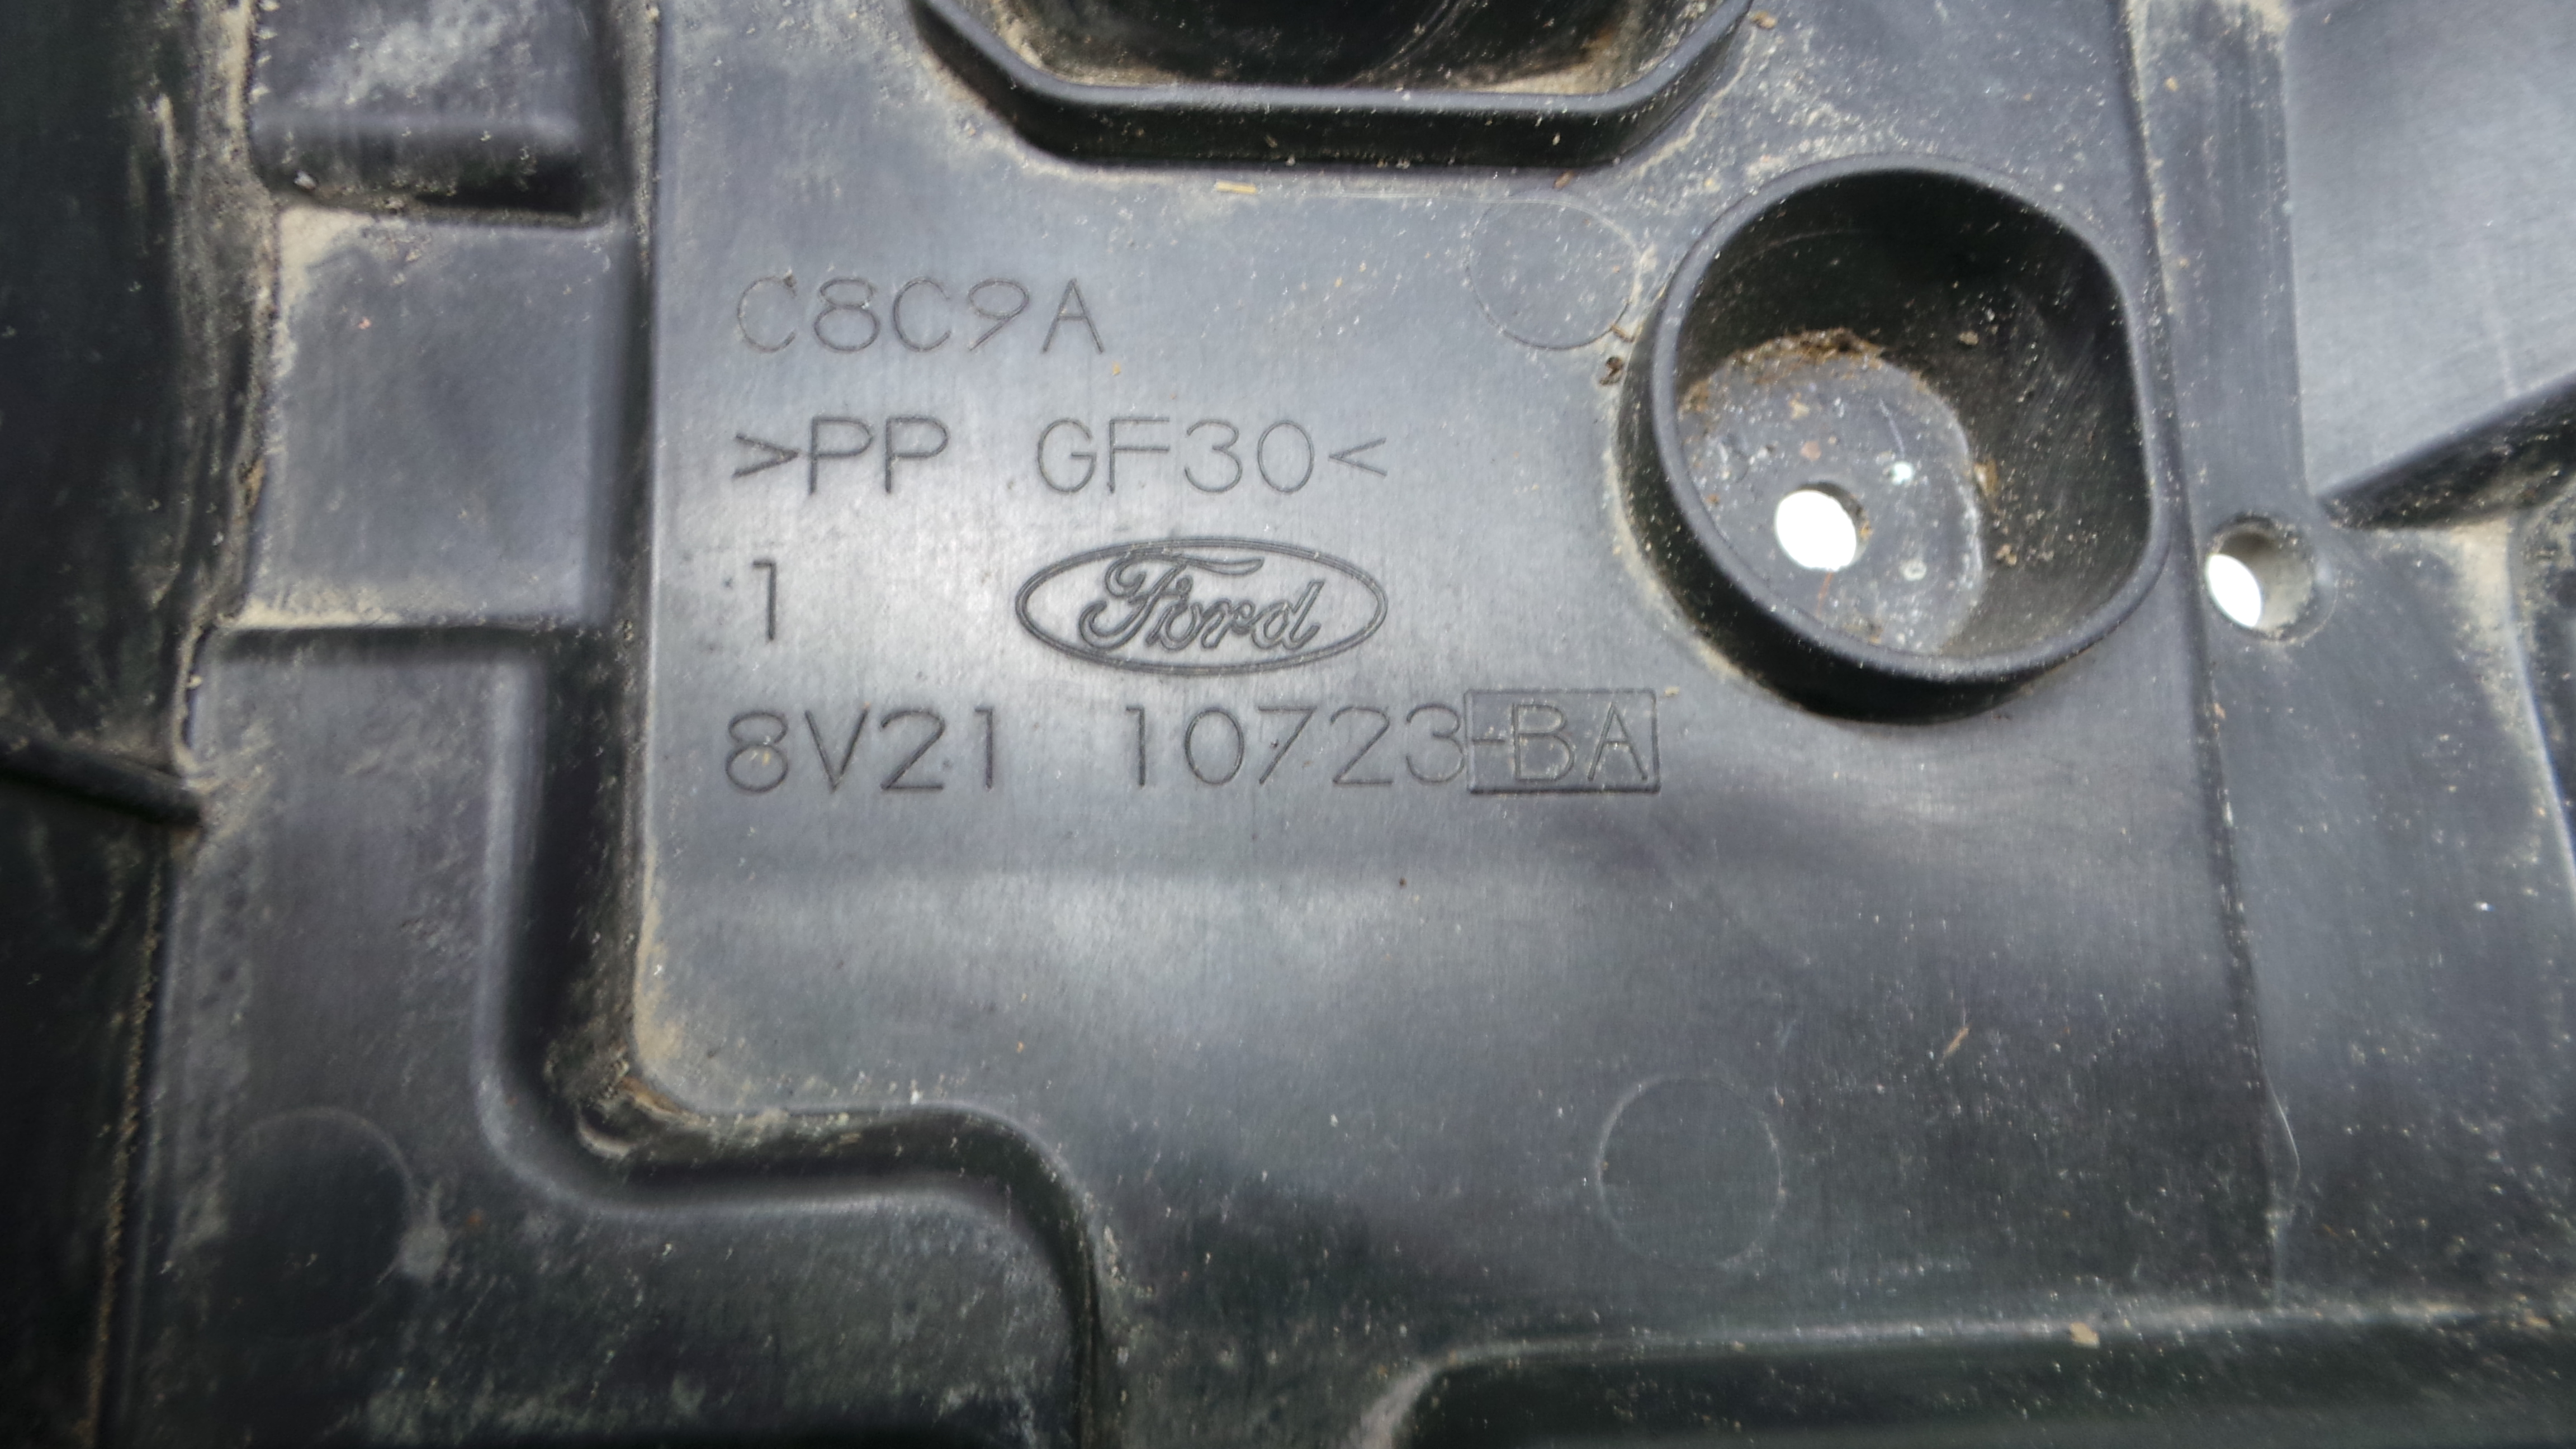 C8C9A
>PP GF30<
1 Ford
8V21 10723-BA